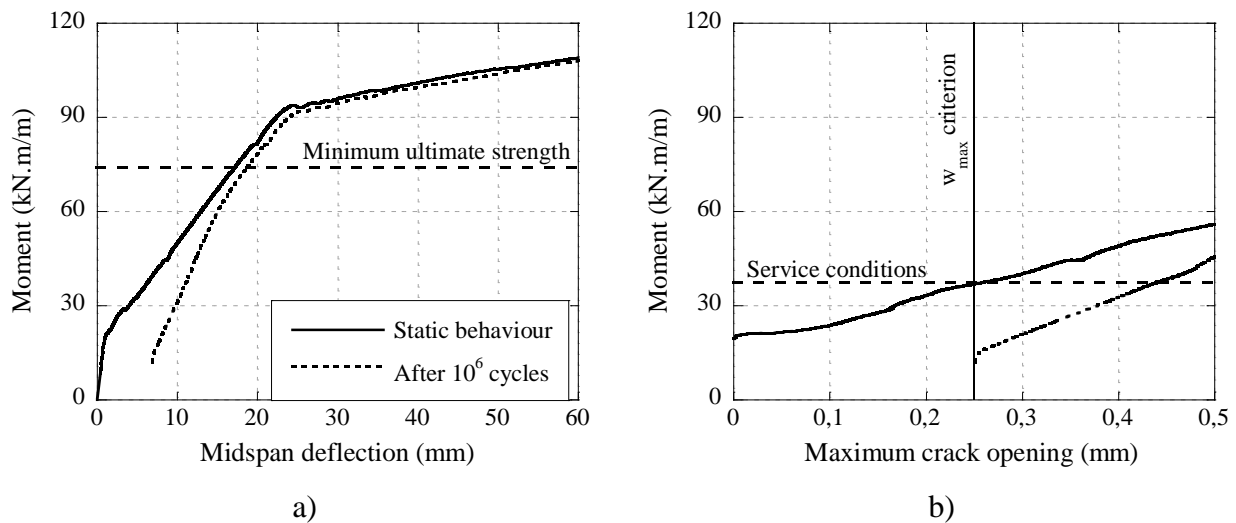 120
90
60
30
0
Moment (kN.m/m)
Minimum ultimate strength
Static behaviour
After 10⁶ cycles
0 10 20 30 40 50 60
Midspan deflection (mm)
a)
120
90
60
30
0
Moment (kN.m/m)
w_max criterion
Service conditions
0 0,1 0,2 0,3 0,4 0,5
Maximum crack opening (mm)
b)